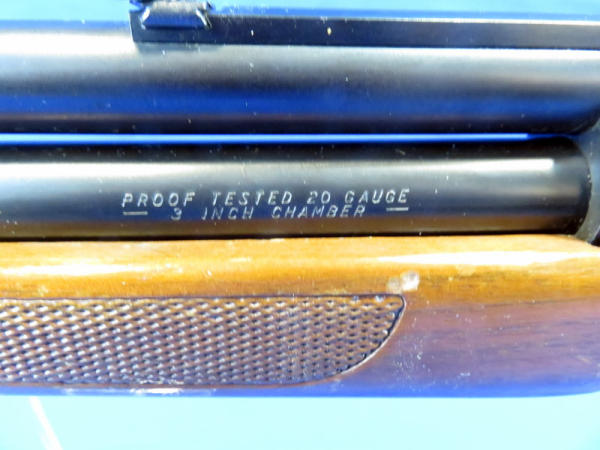 PROOF TESTED 20 GAUGE
— 3 INCH CHAMBER —